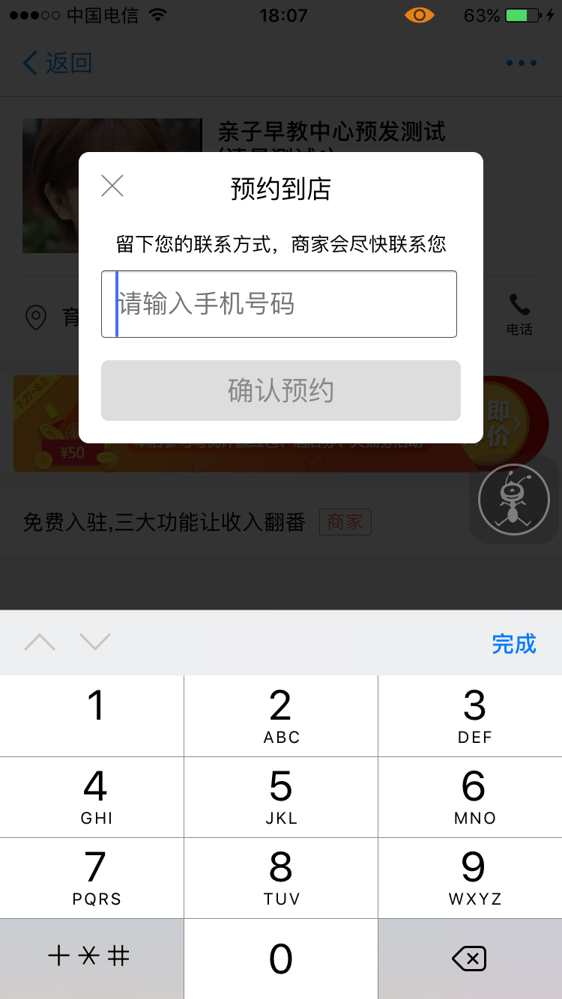 中国电信
18:07
63%
返回
亲子早教中心预发测试
预约到店
留下您的联系方式，商家会尽快联系您
请输入手机号码
育
电话
确认预约
7.27~8.2
¥50
即
价
免费入驻,三大功能让收入翻番
商家
完成
1
2
ABC
3
DEF
4
GHI
5
JKL
6
MNO
7
PQRS
8
TUV
9
WXYZ
+*#
0